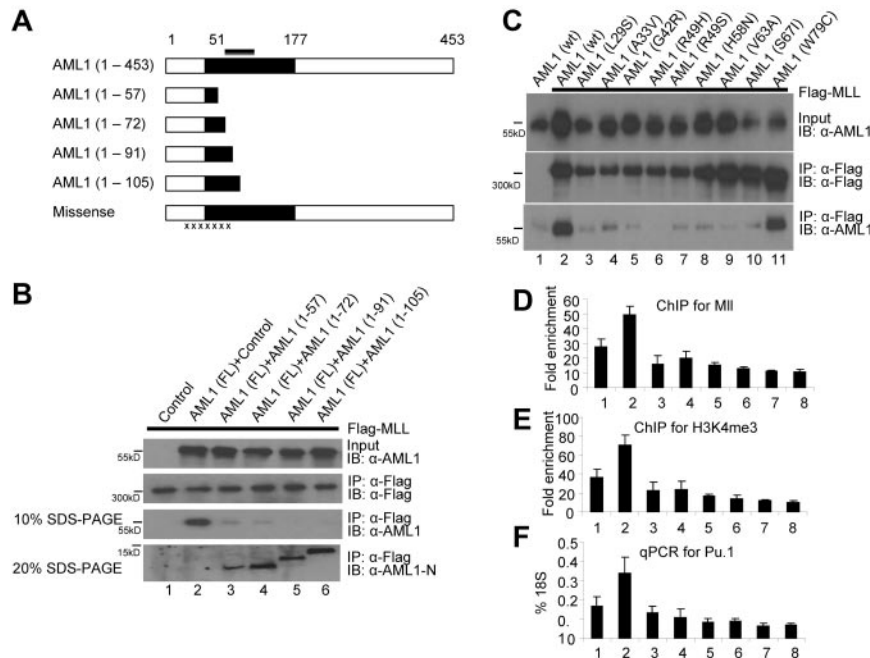 A
1 51 177 453
AML1 (1 – 453)
AML1 (1 – 57)
AML1 (1 – 72)
AML1 (1 – 91)
AML1 (1 – 105)
Missense
xxxxxxx
B
Control
AML1 (FL)+Control
AML1 (FL)+AML1 (1-57)
AML1 (FL)+AML1 (1-72)
AML1 (FL)+AML1 (1-91)
AML1 (FL)+AML1 (1-105)
Flag-MLL
55kD
Input
IB: α-AML1
300kD
IP: α-Flag
IB: α-Flag
10% SDS-PAGE
55kD
IP: α-Flag
IB: α-AML1
15kD
20% SDS-PAGE
IP: α-Flag
IB: α-AML1-N
1 2 3 4 5 6
C
AML1 (wt)
AML1 (wt)
AML1 (L29S)
AML1 (A33V)
AML1 (G42R)
AML1 (R49H)
AML1 (R49S)
AML1 (H58N)
AML1 (V63A)
AML1 (S67I)
AML1 (W79C)
Flag-MLL
55kD
Input
IB: α-AML1
300kD
IP: α-Flag
IB: α-Flag
55kD
IP: α-Flag
IB: α-AML1
1 2 3 4 5 6 7 8 9 10 11
D
ChIP for Mll
Fold enrichment
60
50
40
30
20
10
0
1 2 3 4 5 6 7 8
E
ChIP for H3K4me3
Fold enrichment
100
80
60
40
20
0
1 2 3 4 5 6 7 8
F
qPCR for Pu.1
% 18S
0.5
0.4
0.2
10
1 2 3 4 5 6 7 8